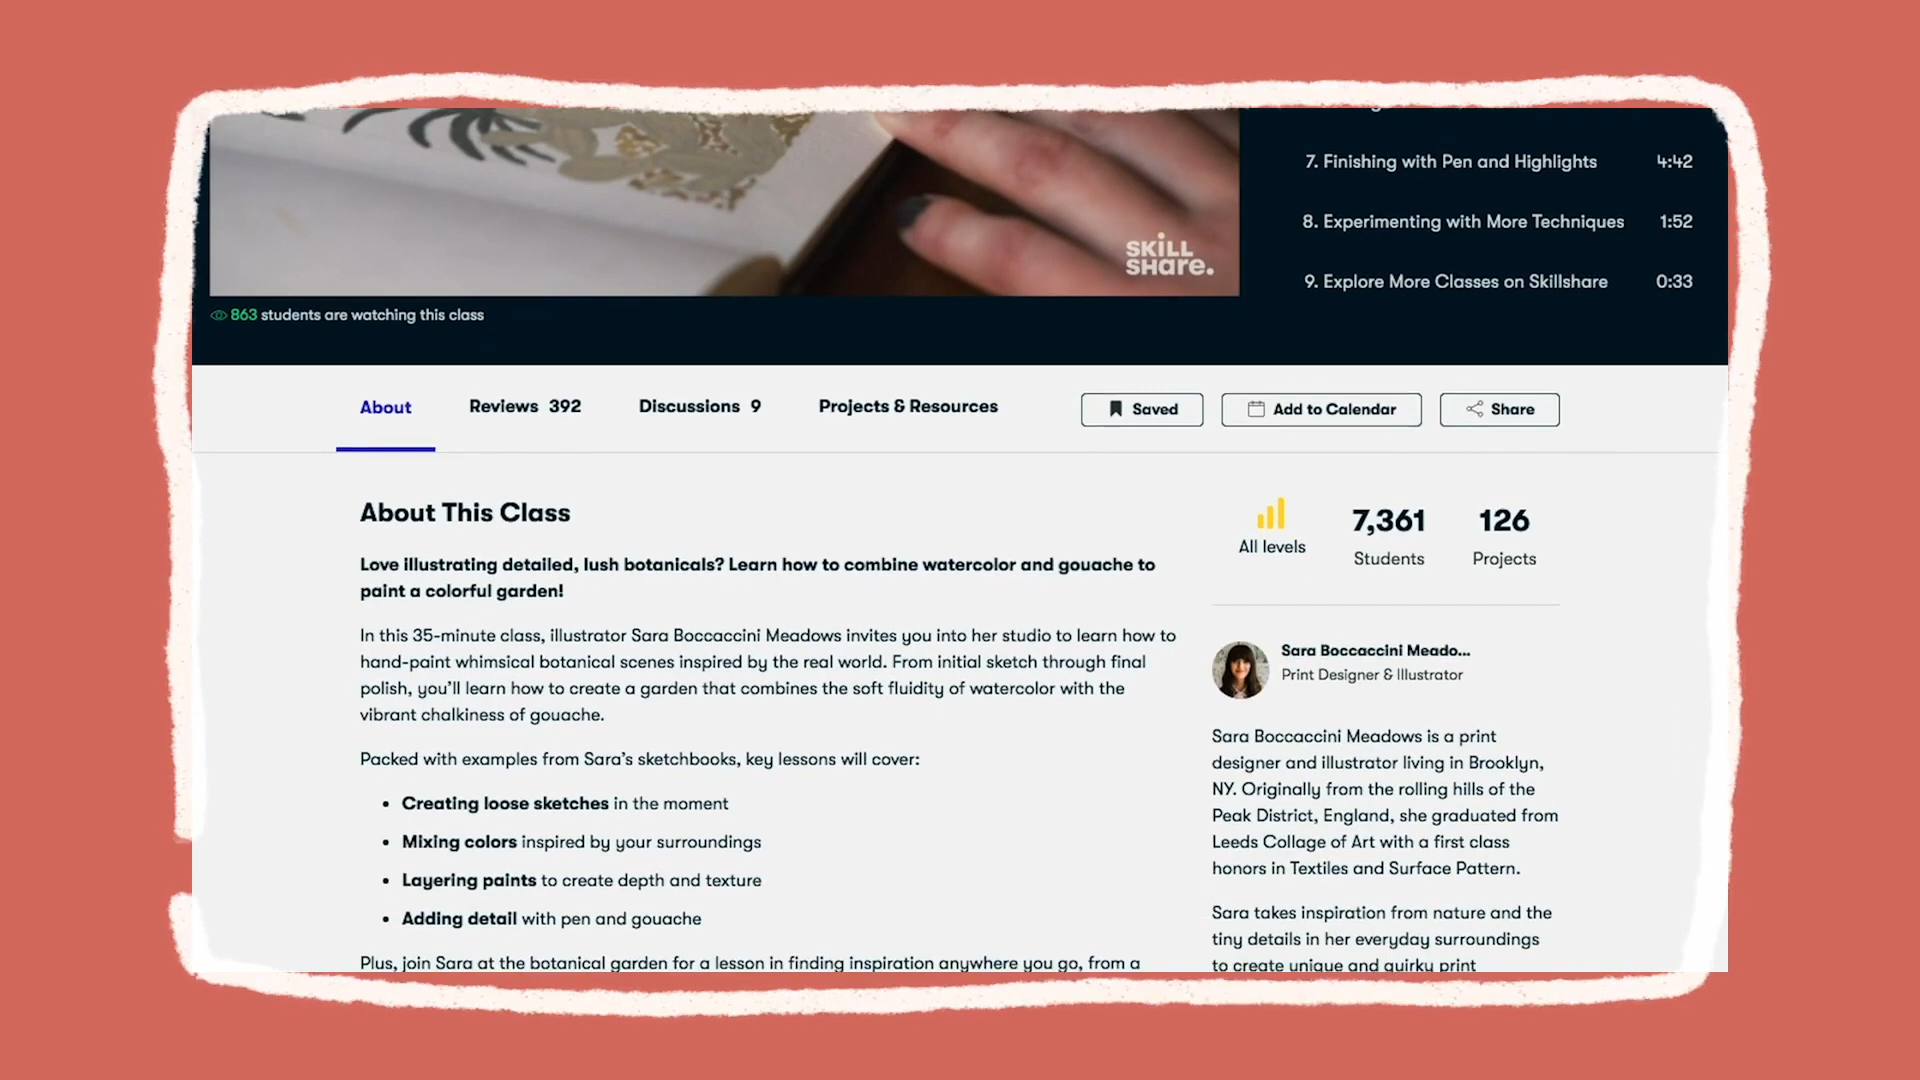 7. Finishing with Pen and Highlights 4:42
8. Experimenting with More Techniques 1:52
9. Explore More Classes on Skillshare 0:33
SKiLL
SHare.
863 students are watching this class
About Reviews 392 Discussions 9 Projects & Resources Saved Add to Calendar Share
About This Class
Love illustrating detailed, lush botanicals? Learn how to combine watercolor and gouache to
paint a colorful garden!
In this 35-minute class, illustrator Sara Boccaccini Meadows invites you into her studio to learn how to
hand-paint whimsical botanical scenes inspired by the real world. From initial sketch through final
polish, you'll learn how to create a garden that combines the soft fluidity of watercolor with the
vibrant chalkiness of gouache.
Packed with examples from Sara's sketchbooks, key lessons will cover:
• Creating loose sketches in the moment
• Mixing colors inspired by your surroundings
• Layering paints to create depth and texture
• Adding detail with pen and gouache
Plus, join Sara at the botanical garden for a lesson in finding inspiration anywhere you go, from a
All levels
7,361
Students
126
Projects
Sara Boccaccini Meado...
Print Designer & Illustrator
Sara Boccaccini Meadows is a print
designer and illustrator living in Brooklyn,
NY. Originally from the rolling hills of the
Peak District, England, she graduated from
Leeds Collage of Art with a first class
honors in Textiles and Surface Pattern.
Sara takes inspiration from nature and the
tiny details in her everyday surroundings
to create unique and quirky print